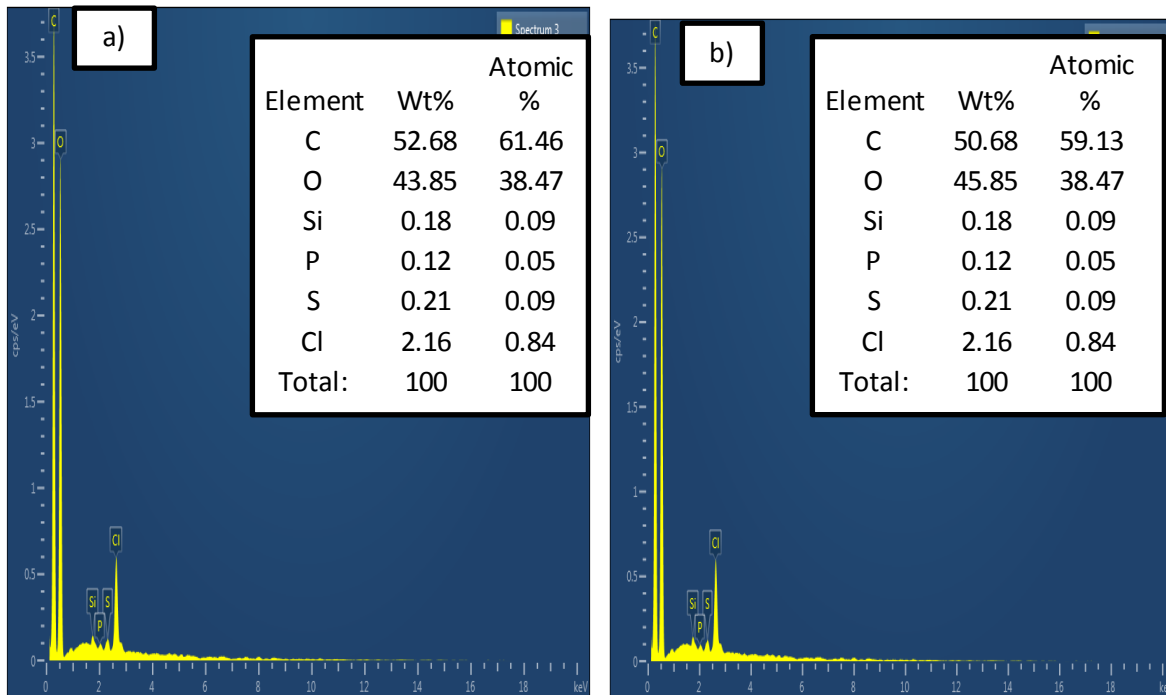 a)
Spectrum 3
Atomic
Element Wt% %
C 52.68 61.46
O 43.85 38.47
Si 0.18 0.09
P 0.12 0.05
S 0.21 0.09
Cl 2.16 0.84
Total: 100 100
C
O
Si
P
S
Cl
cps/eV
3.5
3
2.5
2
1.5
1
0.5
0
0 2 4 6 8 10 12 14 16 18 keV
b)
Atomic
Element Wt% %
C 50.68 59.13
O 45.85 38.47
Si 0.18 0.09
P 0.12 0.05
S 0.21 0.09
Cl 2.16 0.84
Total: 100 100
C
O
Si
P
S
Cl
cps/eV
3.5
3
2.5
2
1.5
1
0.5
0
0 2 4 6 8 10 12 14 16 18